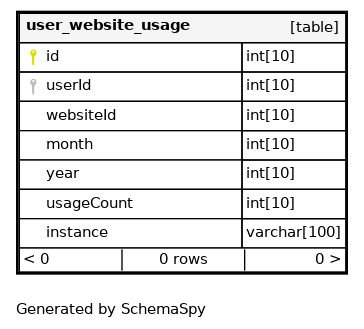 user_website_usage [table]
id int[10]
userId int[10]
websiteId int[10]
month int[10]
year int[10]
usageCount int[10]
instance varchar[100]
< 0 0 rows 0 >
Generated by SchemaSpy